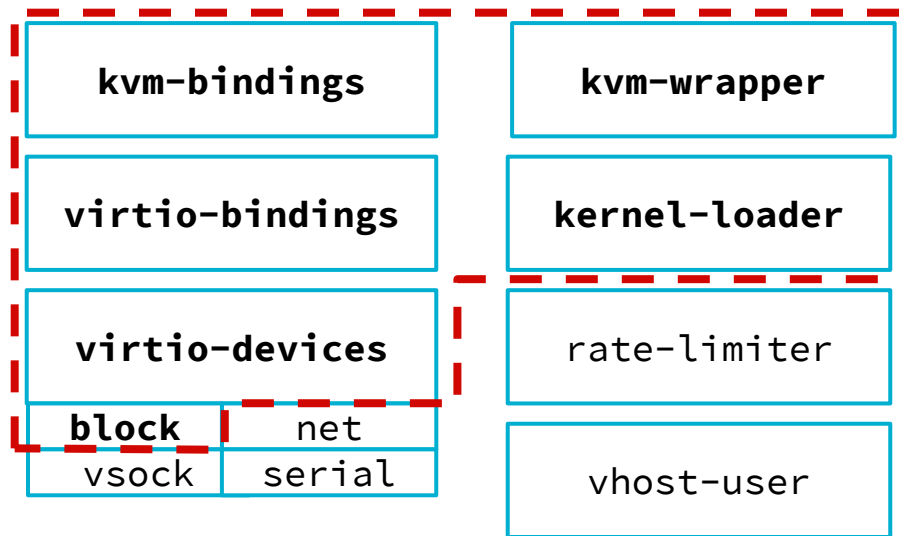 kvm-bindings
kvm-wrapper
virtio-bindings
kernel-loader
virtio-devices
rate-limiter
block
net
vsock
serial
vhost-user